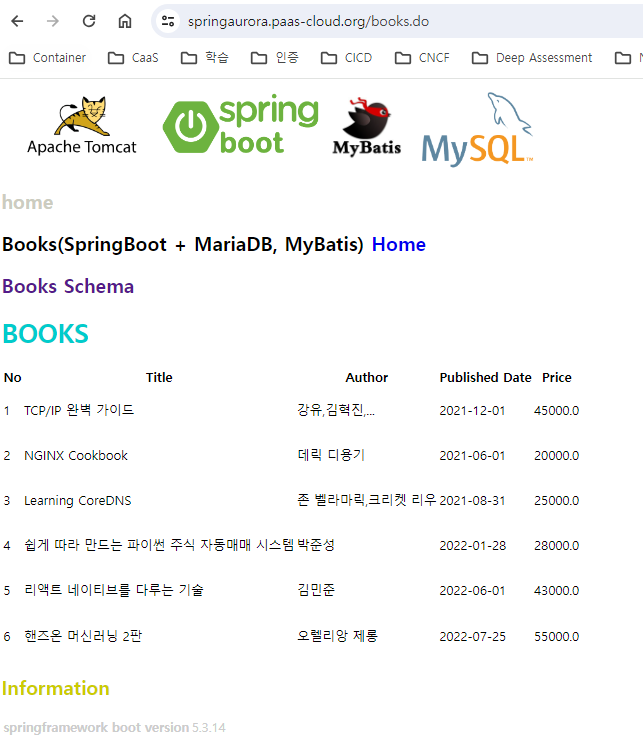 springaurora.paas-cloud.org/books.do
Container CaaS 학습 인증 CICD CNCF Deep Assessment
Apache Tomcat spring boot MyBatis MySQL™
home
Books(SpringBoot + MariaDB, MyBatis) Home
Books Schema
BOOKS
No Title Author Published Date Price
1 TCP/IP 완벽 가이드 강유,김혁진,... 2021-12-01 45000.0
2 NGINX Cookbook 데릭 디용기 2021-06-01 20000.0
3 Learning CoreDNS 존 벨라마릭,크리켓 리우 2021-08-31 25000.0
4 쉽게 따라 만드는 파이썬 주식 자동매매 시스템 박준성 2022-01-28 28000.0
5 리액트 네이티브를 다루는 기술 김민준 2022-06-01 43000.0
6 핸즈온 머신러닝 2판 오렐리앙 제롱 2022-07-25 55000.0
Information
springframework boot version 5.3.14